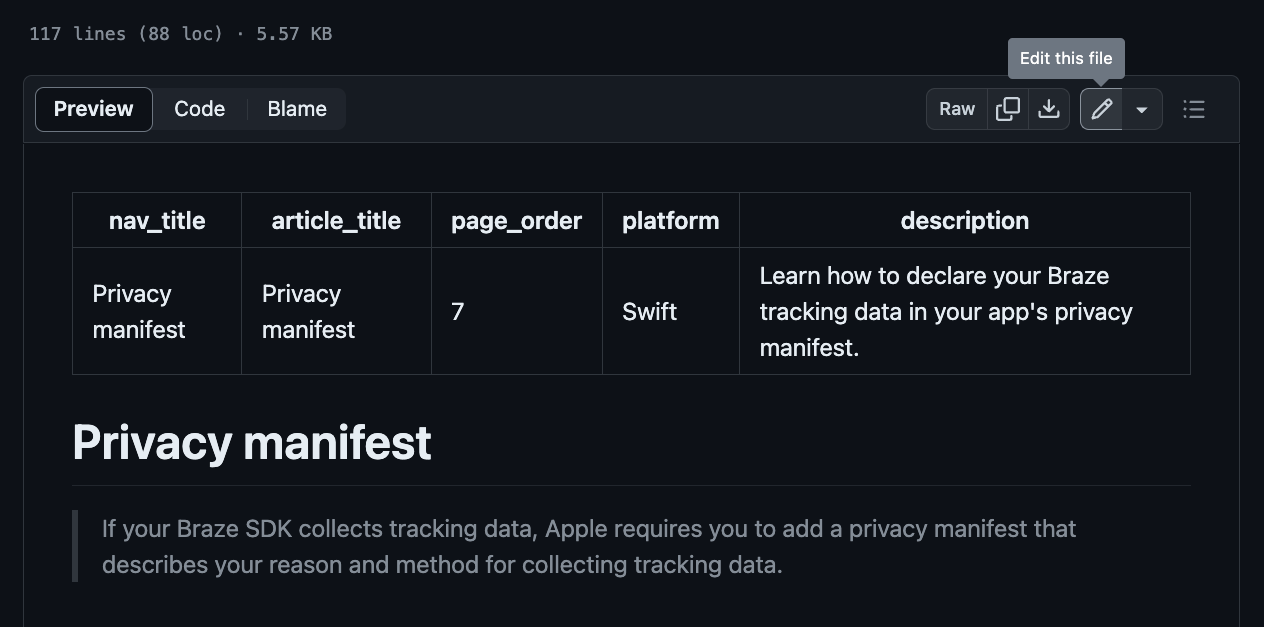 117 lines (88 loc) · 5.57 KB
Edit this file
Preview Code Blame Raw
nav_title article_title page_order platform description
Privacy manifest Privacy manifest 7 Swift Learn how to declare your Braze tracking data in your app's privacy manifest.
Privacy manifest
If your Braze SDK collects tracking data, Apple requires you to add a privacy manifest that
describes your reason and method for collecting tracking data.